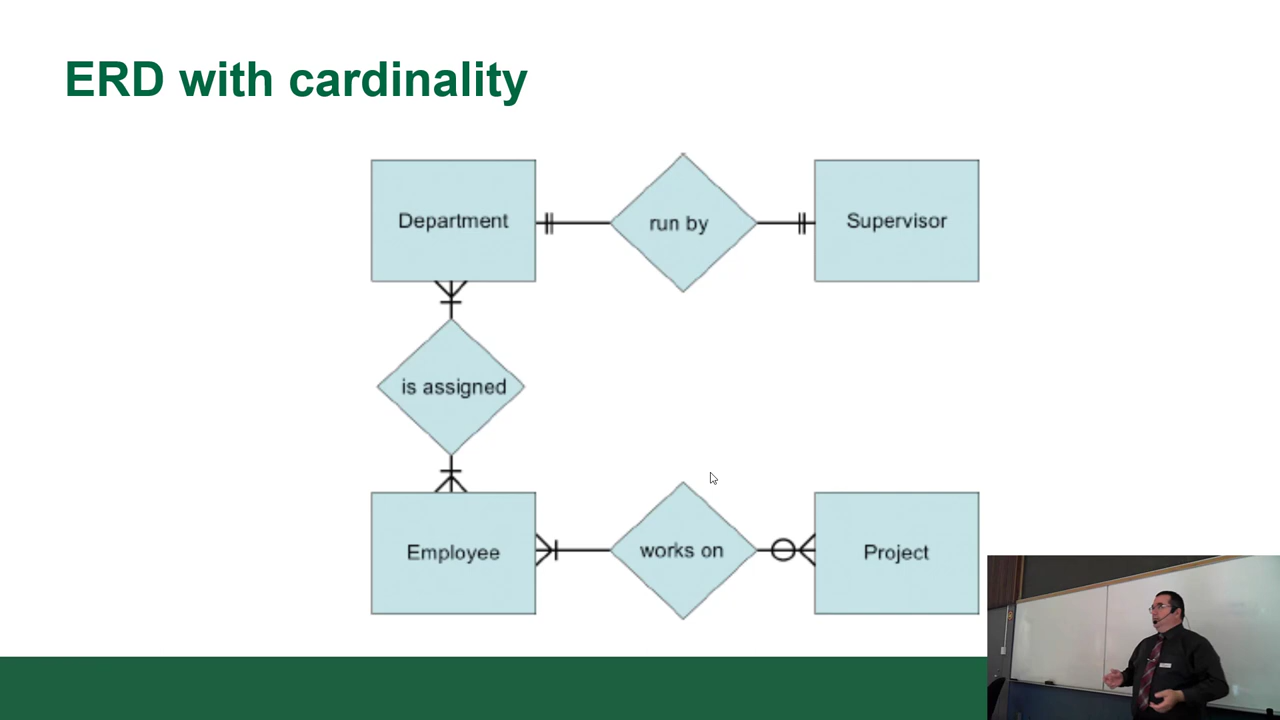 ERD with cardinality
Department
run by
Supervisor
is assigned
Employee
works on
Project